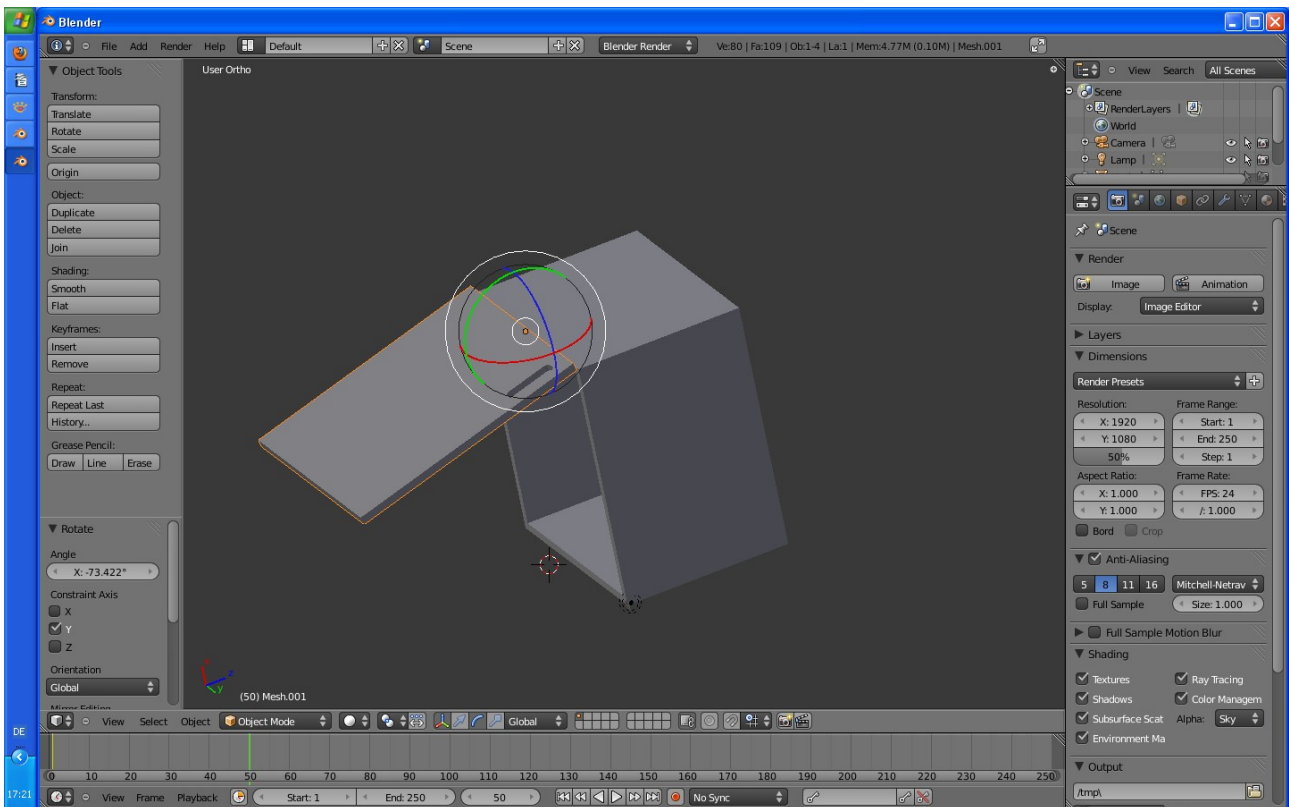 Blender
File Add Render Help Default Scene Blender Render Ve:80 | Fa:109 | Ob:1-4 | La:1 | Mem:4.77M (0.10M) | Mesh.001
Object Tools
Transform:
Translate
Rotate
Scale
Origin
Object:
Duplicate
Delete
Join
Shading:
Smooth
Flat
Keyframes:
Insert
Remove
Repeat:
Repeat Last
History...
Grease Pencil:
Draw Line Erase
Rotate
Angle
X: -73.422°
Constraint Axis
X
Y
Z
Orientation
Global
User Ortho
x
z
y
(50) Mesh.001
View Search All Scenes
Scene
RenderLayers |
World
Camera |
Lamp |
Scene
Render
Image Animation
Display: Image Editor
Layers
Dimensions
Render Presets
Resolution: Frame Range:
X: 1920 Start: 1
Y: 1080 End: 250
50% Step: 1
Aspect Ratio: Frame Rate:
X: 1.000 FPS: 24
Y: 1.000 /: 1.000
Bord Crop
Anti-Aliasing
5 8 11 16 Mitchell-Netrav
Full Sample Size: 1.000
Full Sample Motion Blur
Shading
Textures Ray Tracing
Shadows Color Managem
Subsurface Scat Alpha: Sky
Environment Ma
Output
/tmp\
View Select Object Object Mode Global
0 10 20 30 40 50 60 70 80 90 100 110 120 130 140 150 160 170 180 190 200 210 220 230 240 250
View Frame Playback Start: 1 End: 250 50 No Sync
DE
17:21